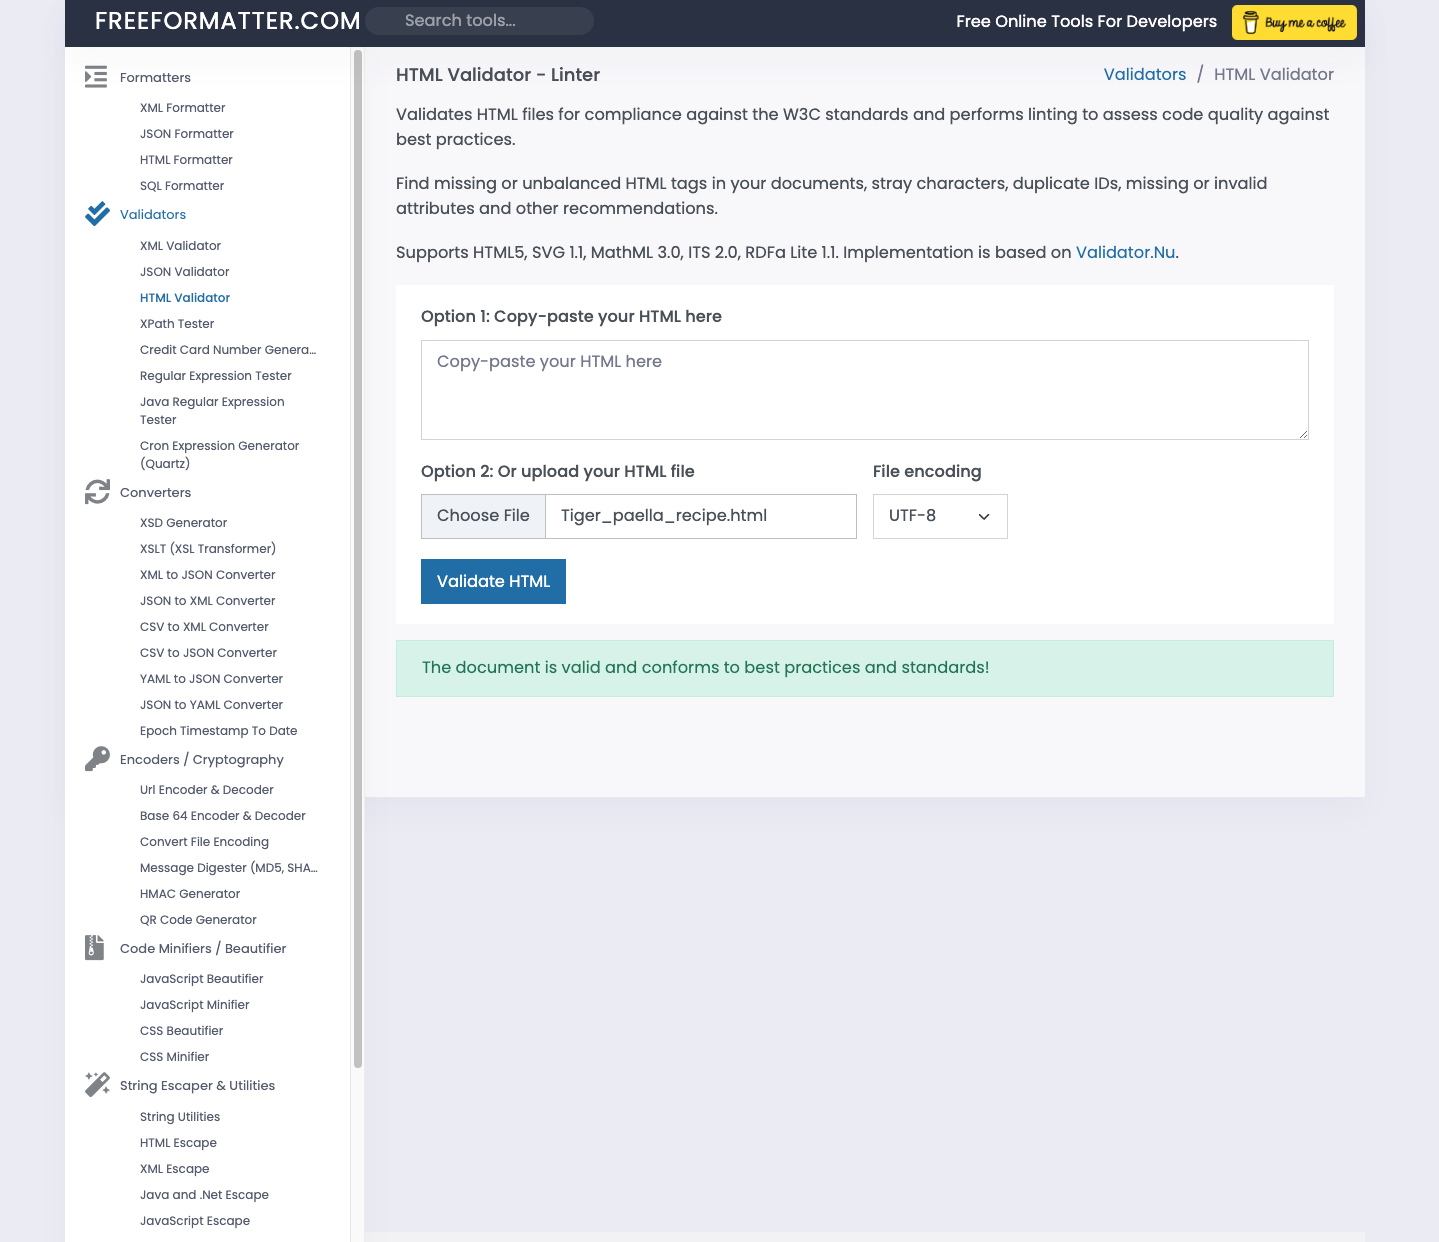 FREEFORMATTER.COM
Search tools...
Free Online Tools For Developers
Buy me a coffee
Formatters
XML Formatter
JSON Formatter
HTML Formatter
SQL Formatter
Validators
XML Validator
JSON Validator
HTML Validator
XPath Tester
Credit Card Number Genera...
Regular Expression Tester
Java Regular Expression
Tester
Cron Expression Generator
(Quartz)
Converters
XSD Generator
XSLT (XSL Transformer)
XML to JSON Converter
JSON to XML Converter
CSV to XML Converter
CSV to JSON Converter
YAML to JSON Converter
JSON to YAML Converter
Epoch Timestamp To Date
Encoders / Cryptography
Url Encoder & Decoder
Base 64 Encoder & Decoder
Convert File Encoding
Message Digester (MD5, SHA...
HMAC Generator
QR Code Generator
Code Minifiers / Beautifier
JavaScript Beautifier
JavaScript Minifier
CSS Beautifier
CSS Minifier
String Escaper & Utilities
String Utilities
HTML Escape
XML Escape
Java and .Net Escape
JavaScript Escape
HTML Validator - Linter
Validators / HTML Validator
Validates HTML files for compliance against the W3C standards and performs linting to assess code quality against
best practices.
Find missing or unbalanced HTML tags in your documents, stray characters, duplicate IDs, missing or invalid
attributes and other recommendations.
Supports HTML5, SVG 1.1, MathML 3.0, ITS 2.0, RDFa Lite 1.1. Implementation is based on Validator.Nu.
Option 1: Copy-paste your HTML here
Copy-paste your HTML here
Option 2: Or upload your HTML file
File encoding
Choose File
Tiger_paella_recipe.html
UTF-8
Validate HTML
The document is valid and conforms to best practices and standards!